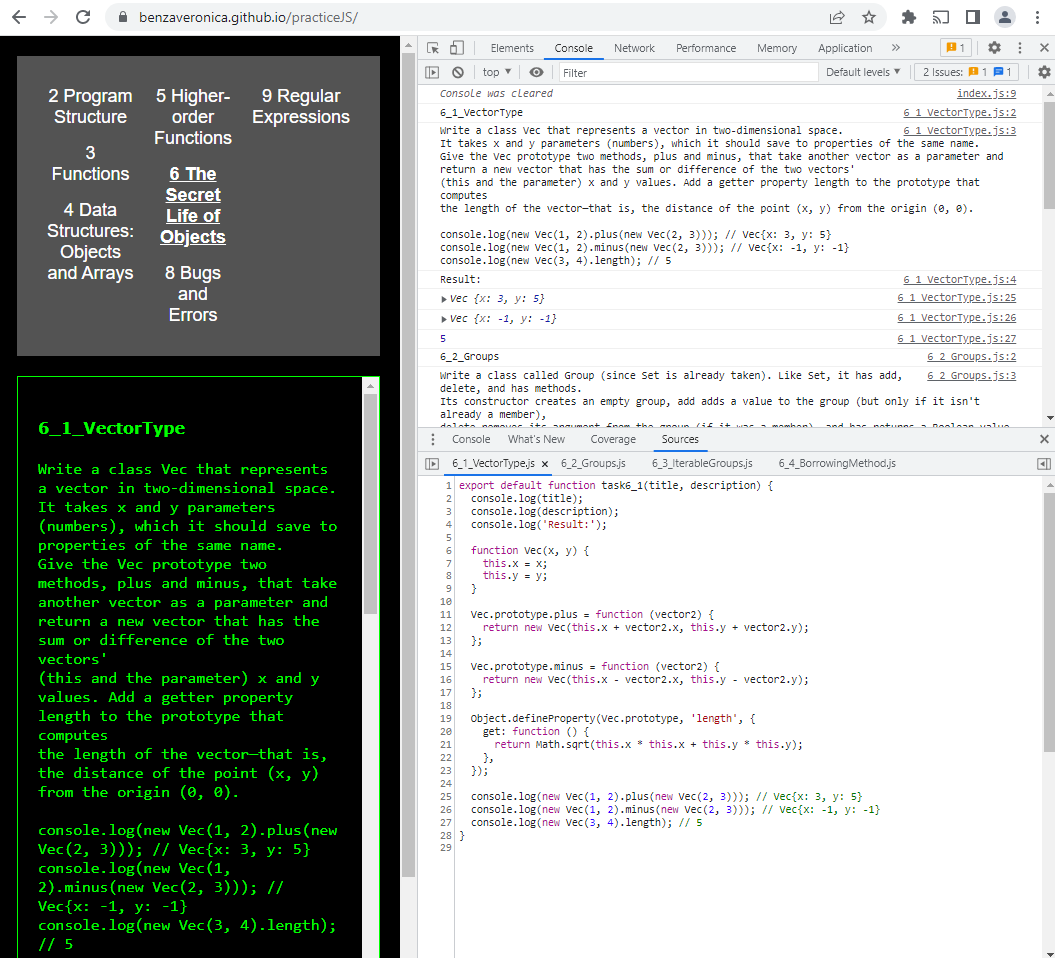 benzaveronica.github.io/practiceJS/
2 Program
Structure
3
Functions
4 Data
Structures:
Objects
and Arrays
5 Higher-
order
Functions
6 The
Secret
Life of
Objects
8 Bugs
and
Errors
9 Regular
Expressions
6_1_VectorType
Write a class Vec that represents
a vector in two-dimensional space.
It takes x and y parameters
(numbers), which it should save to
properties of the same name.
Give the Vec prototype two
methods, plus and minus, that take
another vector as a parameter and
return a new vector that has the
sum or difference of the two
vectors'
(this and the parameter) x and y
values. Add a getter property
length to the prototype that
computes
the length of the vector—that is,
the distance of the point (x, y)
from the origin (0, 0).
console.log(new Vec(1, 2).plus(new
Vec(2, 3))); // Vec{x: 3, y: 5}
console.log(new Vec(1,
2).minus(new Vec(2, 3))); //
Vec{x: -1, y: -1}
console.log(new Vec(3, 4).length);
// 5
Elements Console Network Performance Memory Application » 1
top Filter Default levels 2 Issues: 1 1
Console was cleared index.js:9
6_1_VectorType 6_1_VectorType.js:2
Write a class Vec that represents a vector in two-dimensional space. 6_1_VectorType.js:3
It takes x and y parameters (numbers), which it should save to properties of the same name.
Give the Vec prototype two methods, plus and minus, that take another vector as a parameter and
return a new vector that has the sum or difference of the two vectors'
(this and the parameter) x and y values. Add a getter property length to the prototype that
computes
the length of the vector—that is, the distance of the point (x, y) from the origin (0, 0).
console.log(new Vec(1, 2).plus(new Vec(2, 3))); // Vec{x: 3, y: 5}
console.log(new Vec(1, 2).minus(new Vec(2, 3))); // Vec{x: -1, y: -1}
console.log(new Vec(3, 4).length); // 5
Result: 6_1_VectorType.js:4
Vec {x: 3, y: 5} 6_1_VectorType.js:25
Vec {x: -1, y: -1} 6_1_VectorType.js:26
5 6_1_VectorType.js:27
6_2_Groups 6_2_Groups.js:2
Write a class called Group (since Set is already taken). Like Set, it has add, 6_2_Groups.js:3
delete, and has methods.
Its constructor creates an empty group, add adds a value to the group (but only if it isn't
already a member),
delete removes its argument from the group (if it was a member), and has returns a Boolean value
Console What's New Coverage Sources
6_1_VectorType.js × 6_2_Groups.js 6_3_IterableGroups.js 6_4_BorrowingMethod.js
1 export default function task6_1(title, description) {
2 console.log(title);
3 console.log(description);
4 console.log('Result:');
5
6 function Vec(x, y) {
7 this.x = x;
8 this.y = y;
9 }
10
11 Vec.prototype.plus = function (vector2) {
12 return new Vec(this.x + vector2.x, this.y + vector2.y);
13 };
14
15 Vec.prototype.minus = function (vector2) {
16 return new Vec(this.x - vector2.x, this.y - vector2.y);
17 };
18
19 Object.defineProperty(Vec.prototype, 'length', {
20 get: function () {
21 return Math.sqrt(this.x * this.x + this.y * this.y);
22 },
23 });
24
25 console.log(new Vec(1, 2).plus(new Vec(2, 3))); // Vec{x: 3, y: 5}
26 console.log(new Vec(1, 2).minus(new Vec(2, 3))); // Vec{x: -1, y: -1}
27 console.log(new Vec(3, 4).length); // 5
28 }
29